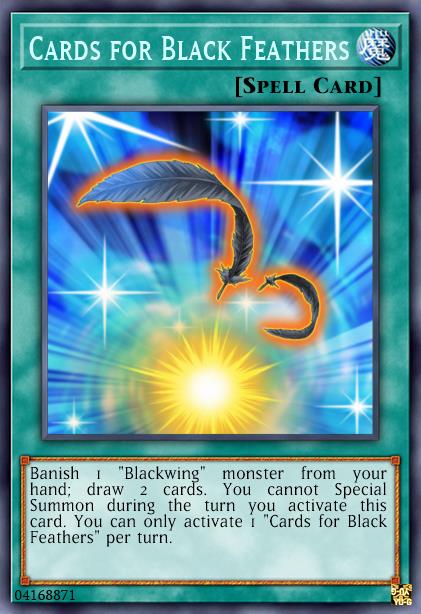 Cards for Black Feathers
魔
[Spell Card]
Banish 1 "Blackwing" monster from your
hand; draw 2 cards. You cannot Special
Summon during the turn you activate this
card. You can only activate 1 "Cards for Black
Feathers" per turn.
04168871